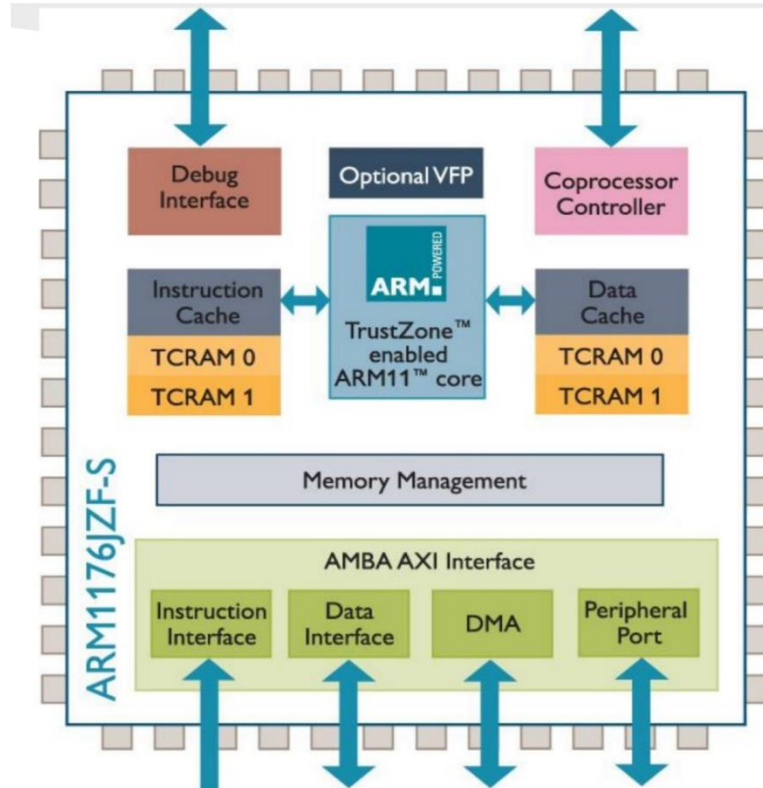 Debug
Interface
Optional VFP
Coprocessor
Controller
Instruction
Cache
TCRAM 0
TCRAM 1
ARM
POWERED
TrustZone™
enabled
ARM11™ core
Data
Cache
TCRAM 0
TCRAM 1
Memory Management
ARM1176JZF-S
AMBA AXI Interface
Instruction
Interface
Data
Interface
DMA
Peripheral
Port